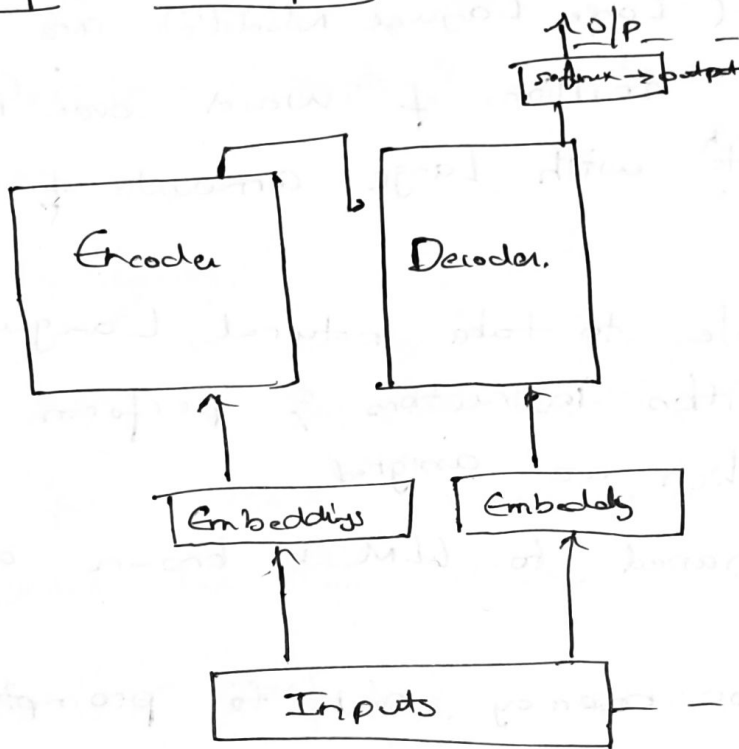 O/P
softmax → output
Encoder
Decoder.
Embeddings
Embeddings
Inputs